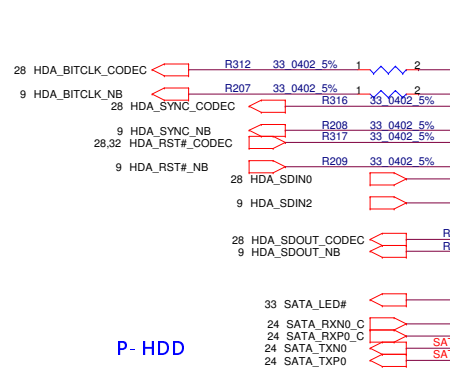 28 HDA_BITCLK_CODEC R312 33_0402_5% 1 2
9 HDA_BITCLK_NB R207 33_0402_5% 1 2
28 HDA_SYNC_CODEC R316 33_0402_5%
9 HDA_SYNC_NB R208 33_0402_5%
28,32 HDA_RST#_CODEC R317 33_0402_5%
9 HDA_RST#_NB R209 33_0402_5%
28 HDA_SDIN0
9 HDA_SDIN2
28 HDA_SDOUT_CODEC R
9 HDA_SDOUT_NB R
33 SATA_LED#
24 SATA_RXN0_C
24 SATA_RXP0_C SA
24 SATA_TXN0 SA
24 SATA_TXP0
P-HDD